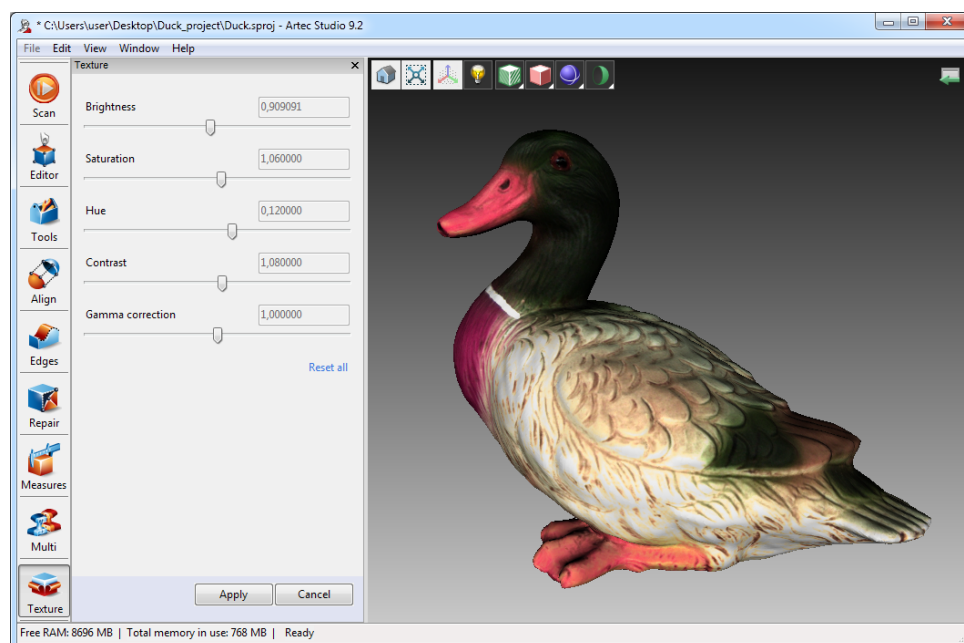 * C:\Users\user\Desktop\Duck_project\Duck.sproj - Artec Studio 9.2
File Edit View Window Help
Scan
Editor
Tools
Align
Edges
Repair
Measures
Multi
Texture
Texture
Brightness 0,909091
Saturation 1,060000
Hue 0,120000
Contrast 1,080000
Gamma correction 1,000000
Reset all
Apply Cancel
Free RAM: 8696 MB | Total memory in use: 768 MB | Ready